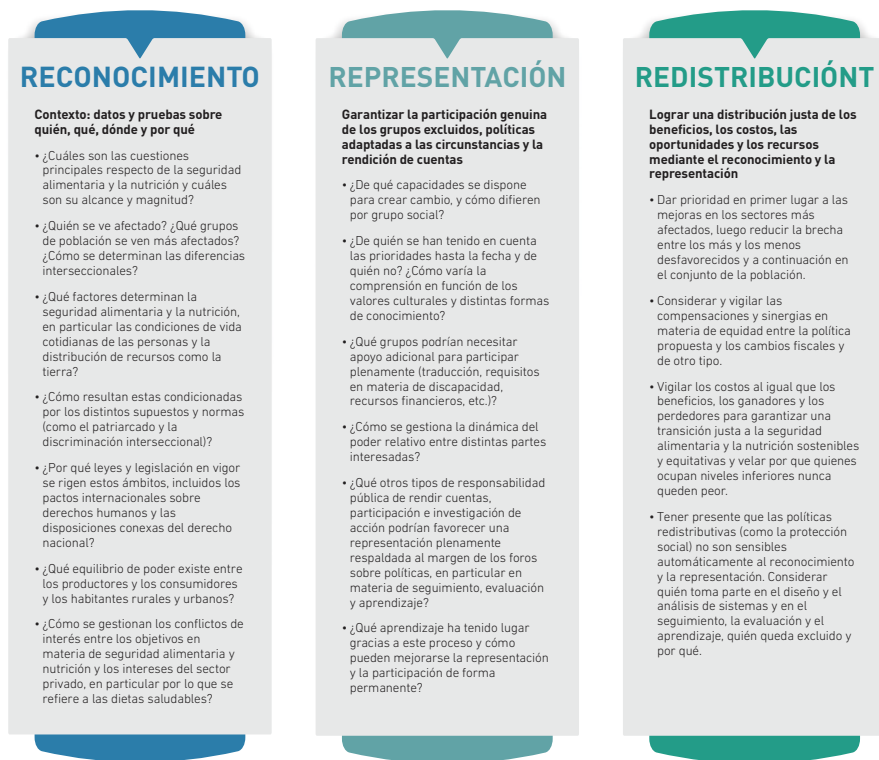 RECONOCIMIENTO
Contexto: datos y pruebas sobre
quién, qué, dónde y por qué
• ¿Cuáles son las cuestiones
principales respecto de la seguridad
alimentaria y la nutrición y cuáles
son su alcance y magnitud?
• ¿Quién se ve afectado? ¿Qué grupos
de población se ven más afectados?
¿Cómo se determinan las diferencias
interseccionales?
• ¿Qué factores determinan la
seguridad alimentaria y la nutrición,
en particular las condiciones de vida
cotidianas de las personas y la
distribución de recursos como la
tierra?
• ¿Cómo resultan estas condicionadas
por los distintos supuestos y normas
(como el patriarcado y la
discriminación interseccional)?
• ¿Por qué leyes y legislación en vigor
se rigen estos ámbitos, incluidos los
pactos internacionales sobre
derechos humanos y las
disposiciones conexas del derecho
nacional?
• ¿Qué equilibrio de poder existe entre
los productores y los consumidores
y los habitantes rurales y urbanos?
• ¿Cómo se gestionan los conflictos de
interés entre los objetivos en
materia de seguridad alimentaria y
nutrición y los intereses del sector
privado, en particular por lo que se
refiere a las dietas saludables?
REPRESENTACIÓN
Garantizar la participación genuina
de los grupos excluidos, políticas
adaptadas a las circunstancias y la
rendición de cuentas
• ¿De qué capacidades se dispone
para crear cambio, y cómo difieren
por grupo social?
• ¿De quién se han tenido en cuenta
las prioridades hasta la fecha y de
quién no? ¿Cómo varía la
comprensión en función de los
valores culturales y distintas formas
de conocimiento?
• ¿Qué grupos podrían necesitar
apoyo adicional para participar
plenamente (traducción, requisitos
en materia de discapacidad,
recursos financieros, etc.)?
• ¿Cómo se gestiona la dinámica del
poder relativo entre distintas partes
interesadas?
• ¿Qué otros tipos de responsabilidad
pública de rendir cuentas,
participación e investigación de
acción podrían favorecer una
representación plenamente
respaldada al margen de los foros
sobre políticas, en particular en
materia de seguimiento, evaluación
y aprendizaje?
• ¿Qué aprendizaje ha tenido lugar
gracias a este proceso y cómo
pueden mejorarse la representación
y la participación de forma
permanente?
REDISTRIBUCIÓNT
Lograr una distribución justa de los
beneficios, los costos, las
oportunidades y los recursos
mediante el reconocimiento y la
representación
• Dar prioridad en primer lugar a las
mejoras en los sectores más
afectados, luego reducir la brecha
entre los más y los menos
desfavorecidos y a continuación en
el conjunto de la población.
• Considerar y vigilar las
compensaciones y sinergias en
materia de equidad entre la política
propuesta y los cambios fiscales y
de otro tipo.
• Vigilar los costos al igual que los
beneficios, los ganadores y los
perdedores para garantizar una
transición justa a la seguridad
alimentaria y la nutrición sostenibles
y equitativas y velar por que quienes
ocupan niveles inferiores nunca
queden peor.
• Tener presente que las políticas
redistributivas (como la protección
social) no son sensibles
automáticamente al reconocimiento
y la representación. Considerar
quién toma parte en el diseño y el
análisis de sistemas y en el
seguimiento, la evaluación y el
aprendizaje, quién queda excluido y
por qué.